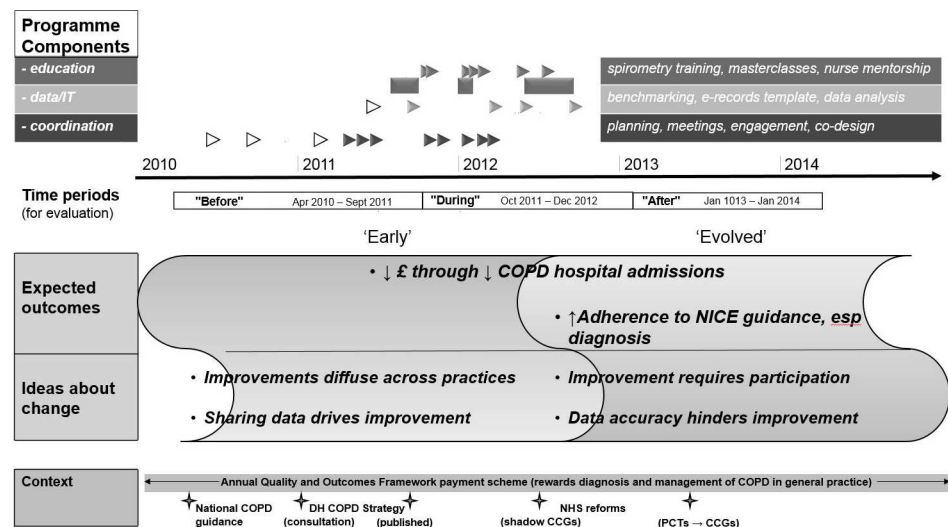 Programme
Components
- education
spirometry training, masterclasses, nurse mentorship
- data/IT
benchmarking, e-records template, data analysis
- coordination
planning, meetings, engagement, co-design
2010 2011 2012 2013 2014
Time periods
(for evaluation)
"Before" Apr 2010 – Sept 2011 "During" Oct 2011 – Dec 2012 "After" Jan 1013 – Jan 2014
'Early' 'Evolved'
Expected
outcomes
• ↓ £ through ↓ COPD hospital admissions
• ↑Adherence to NICE guidance, esp
diagnosis
Ideas about
change
• Improvements diffuse across practices
• Sharing data drives improvement
• Improvement requires participation
• Data accuracy hinders improvement
Context
Annual Quality and Outcomes Framework payment scheme (rewards diagnosis and management of COPD in general practice)
National COPD
guidance
DH COPD Strategy
(consultation) (published)
NHS reforms
(shadow CCGs) (PCTs → CCGs)